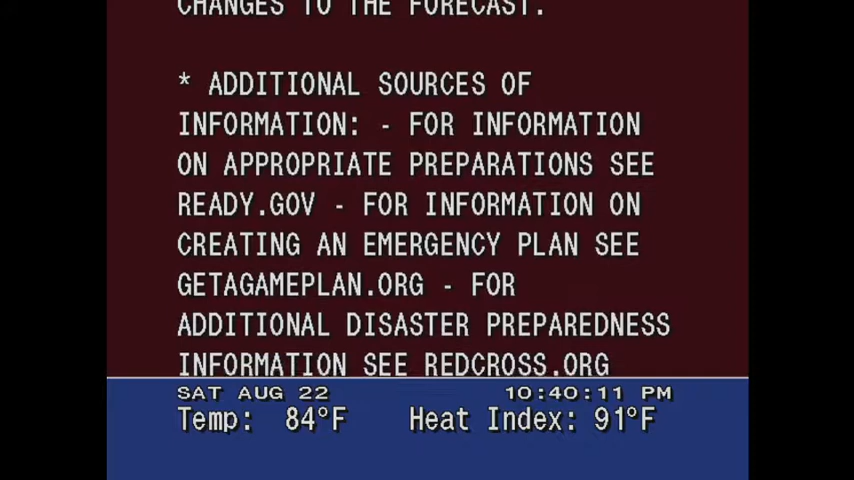 CHANGES TO THE FORECAST.
* ADDITIONAL SOURCES OF
INFORMATION: - FOR INFORMATION
ON APPROPRIATE PREPARATIONS SEE
READY.GOV - FOR INFORMATION ON
CREATING AN EMERGENCY PLAN SEE
GETAGAMEPLAN.ORG - FOR
ADDITIONAL DISASTER PREPAREDNESS
INFORMATION SEE REDCROSS.ORG
SAT AUG 22 10:40:11 PM
Temp: 84°F Heat Index: 91°F